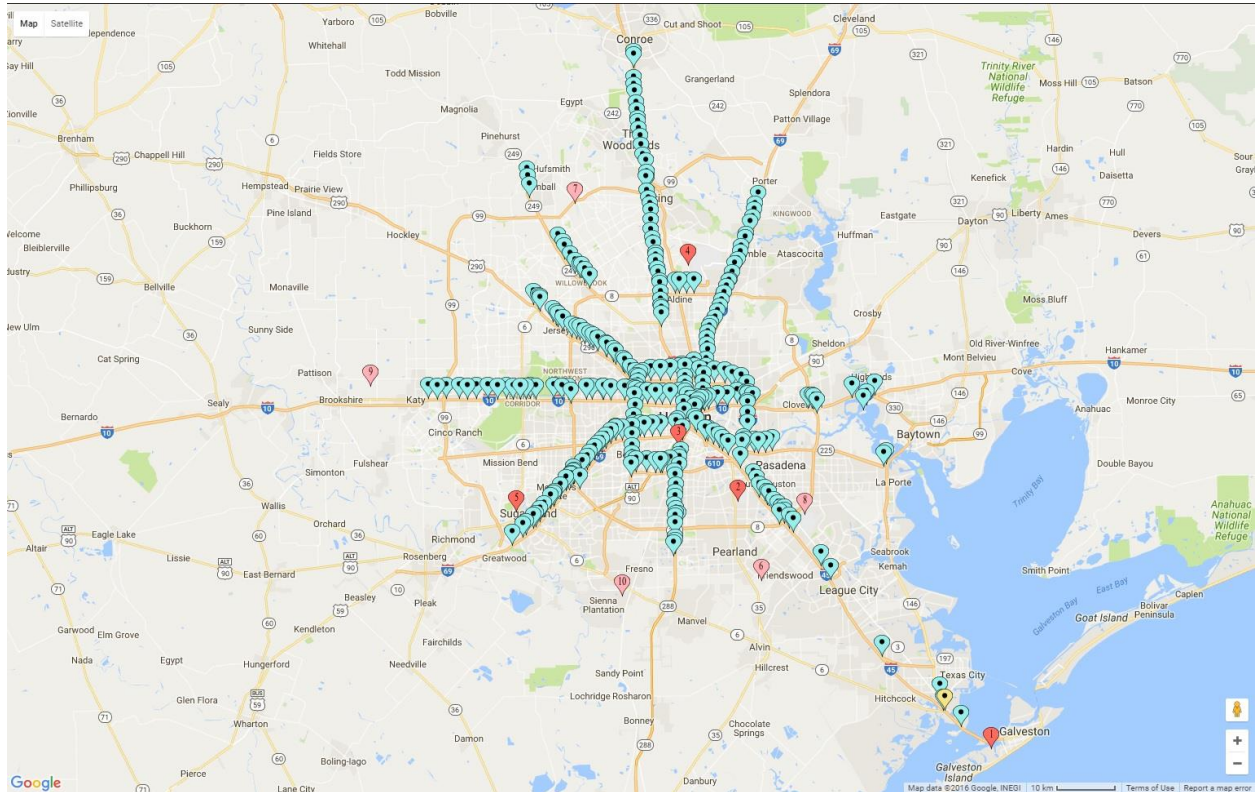 Map Satellite
Yarboro
Bobville
Cut and Shoot
Cleveland
Conroe
Whitehall
Todd Mission
Grangerland
Trinity River
National
Wildlife
Refuge
Moss Hill
Batson
Magnolia
Egypt
Splendora
Patton Village
Brenham
Chappell Hill
Pinehurst
Woodlands
Fields Store
Hardin
Hull
Phillipsburg
Hempstead
Prairie View
Hufsmith
Porter
Kenefick
Daisetta
Pine Island
KINGWOOD
Eastgate
Dayton
Liberty
Ames
Buckhorn
Hockley
Huffman
Devers
Bleiblerville
Atascocita
Bellville
Monaville
WILLOWBROOK
Aldine
Moss Bluff
Crosby
Sunny Side
Sheldon
Old River-Winfree
Cat Spring
Mont Belvieu
Hankamer
Pattison
NORTHWEST
Cove
Brookshire
Katy
CORRIDOR
Sealy
Monroe City
Bernardo
Anahuac
Cinco Ranch
Baytown
Mission Bend
Pasadena
Fulshear
Double Bayou
Simonton
La Porte
Wallis
Trinity Bay
Anahuac
National
Wildlife
Refuge
Orchard
Richmond
Eagle Lake
Rosenberg
Greatwood
Pearland
Seabrook
Kemah
Altair
Lissie
East Bernard
Fresno
Friendswood
Smith Point
East Bay
Caplen
Beasley
Pleak
Sienna
Plantation
League City
Galveston Bay
Bolivar
Peninsula
Goat Island
Garwood
Elm Grove
Kendleton
Manvel
Fairchilds
Alvin
Nada
Egypt
Hungerford
Needville
Hillcrest
Texas City
Sandy Point
Glen Flora
Lochridge Rosharon
Hitchcock
Wharton
Bonney
Chocolate
Springs
Galveston
Damon
Boling-Iago
Galveston
Island
Pierce
Lane City
Danbury
Google
Map data ©2016 Google, INEGI 10 km Terms of Use Report a map error